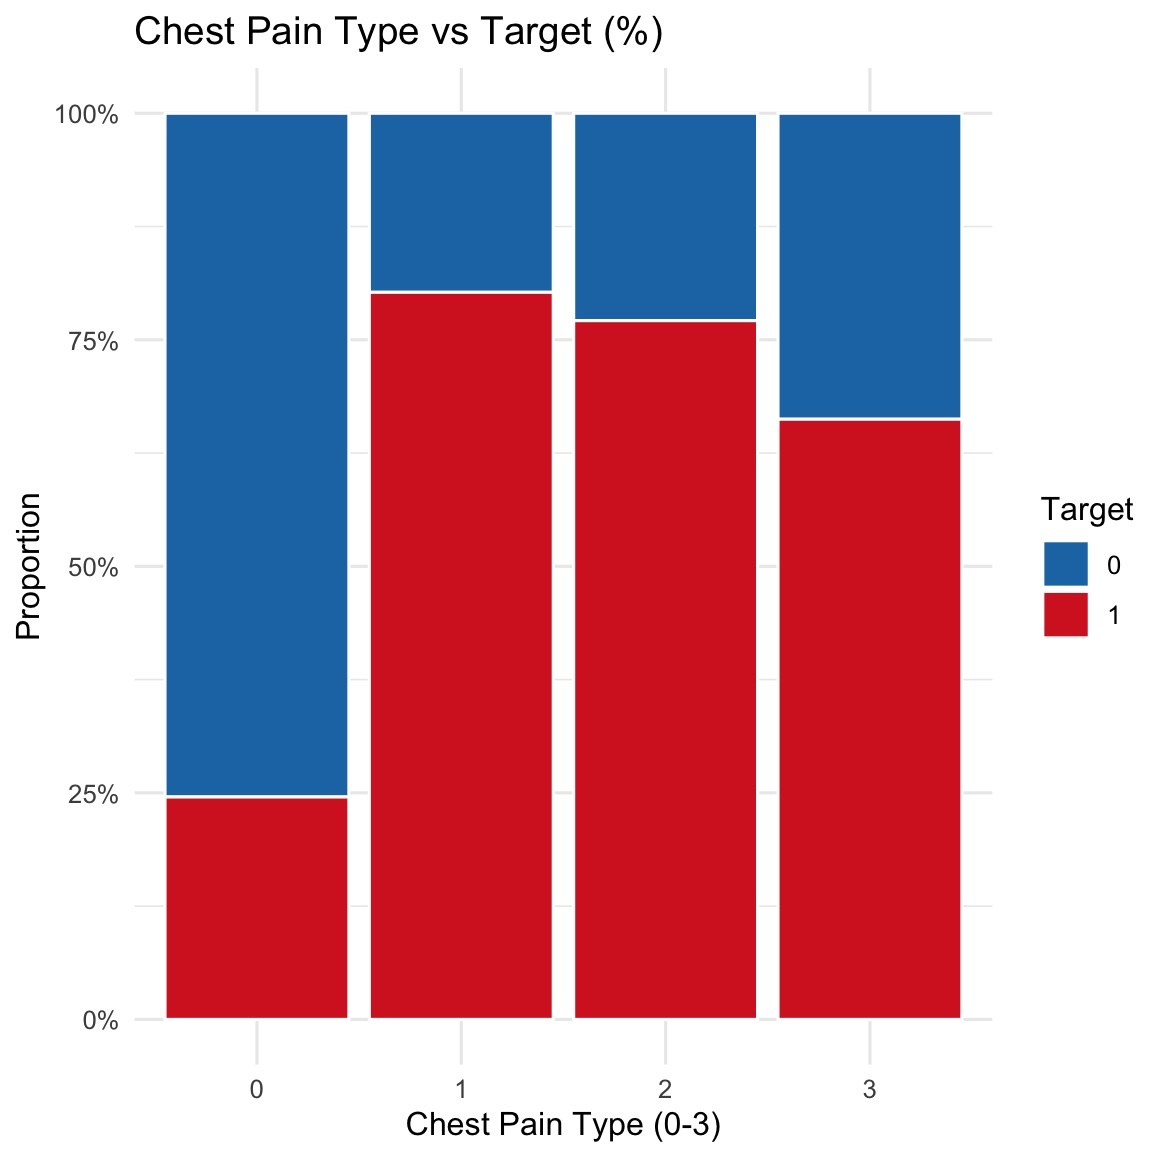 Chest Pain Type vs Target (%)
100%
75%
50%
25%
0%
Proportion
0
1
2
3
Chest Pain Type (0-3)
Target
0
1